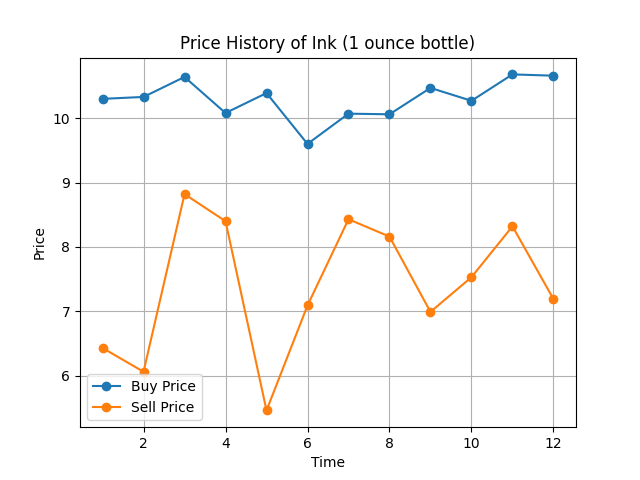 Price History of Ink (1 ounce bottle)
Price
10
9
8
7
6
Buy Price
Sell Price
2 4 6 8 10 12
Time